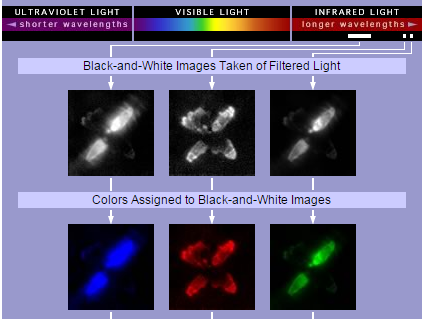 ULTRAVIOLET LIGHT VISIBLE LIGHT INFRARED LIGHT
shorter wavelengths longer wavelengths
Black-and-White Images Taken of Filtered Light
Colors Assigned to Black-and-White Images